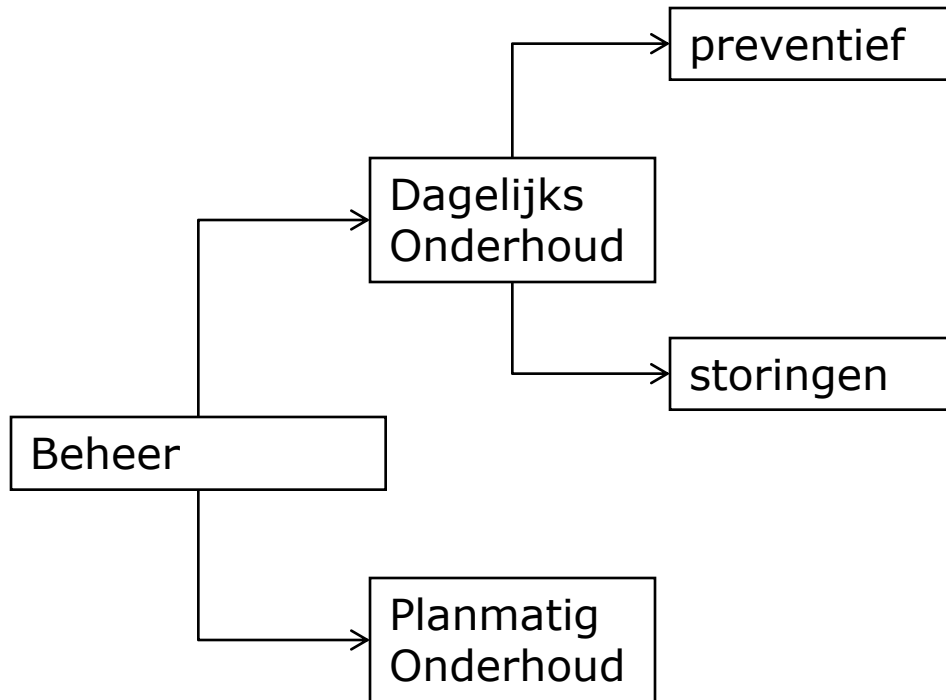 preventief
Dagelijks
Onderhoud
storingen
Beheer
Planmatig
Onderhoud